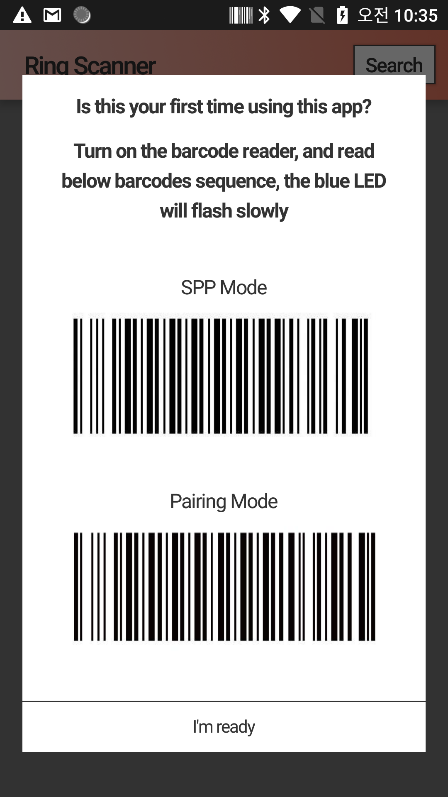 오전 10:35
Ring Scanner
Search
Is this your first time using this app?
Turn on the barcode reader, and read
below barcodes sequence, the blue LED
will flash slowly
SPP Mode
Pairing Mode
I'm ready